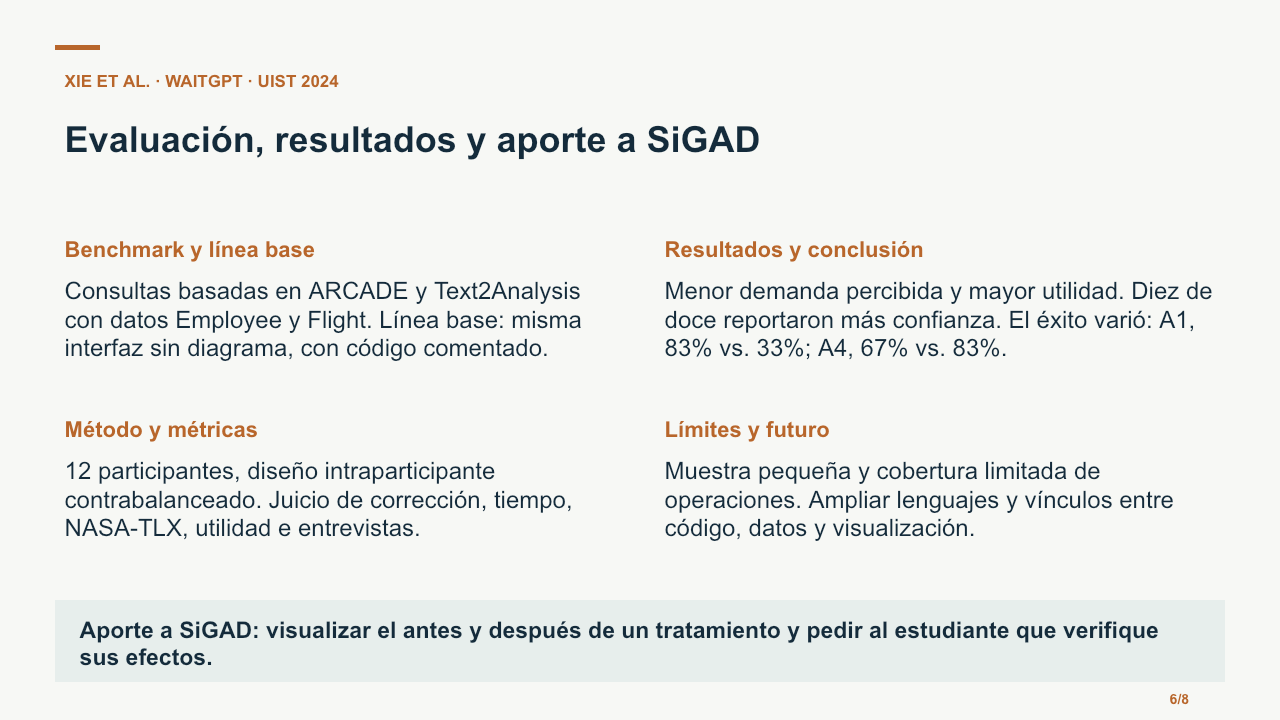 XIE ET AL. · WAITGPT · UIST 2024
Evaluación, resultados y aporte a SiGAD
Benchmark y línea base
Consultas basadas en ARCADE y Text2Analysis
con datos Employee y Flight. Línea base: misma
interfaz sin diagrama, con código comentado.
Resultados y conclusión
Menor demanda percibida y mayor utilidad. Diez de
doce reportaron más confianza. El éxito varió: A1,
83% vs. 33%; A4, 67% vs. 83%.
Método y métricas
12 participantes, diseño intraparticipante
contrabalanceado. Juicio de corrección, tiempo,
NASA-TLX, utilidad e entrevistas.
Límites y futuro
Muestra pequeña y cobertura limitada de
operaciones. Ampliar lenguajes y vínculos entre
código, datos y visualización.
Aporte a SiGAD: visualizar el antes y después de un tratamiento y pedir al estudiante que verifique
sus efectos.
6/8